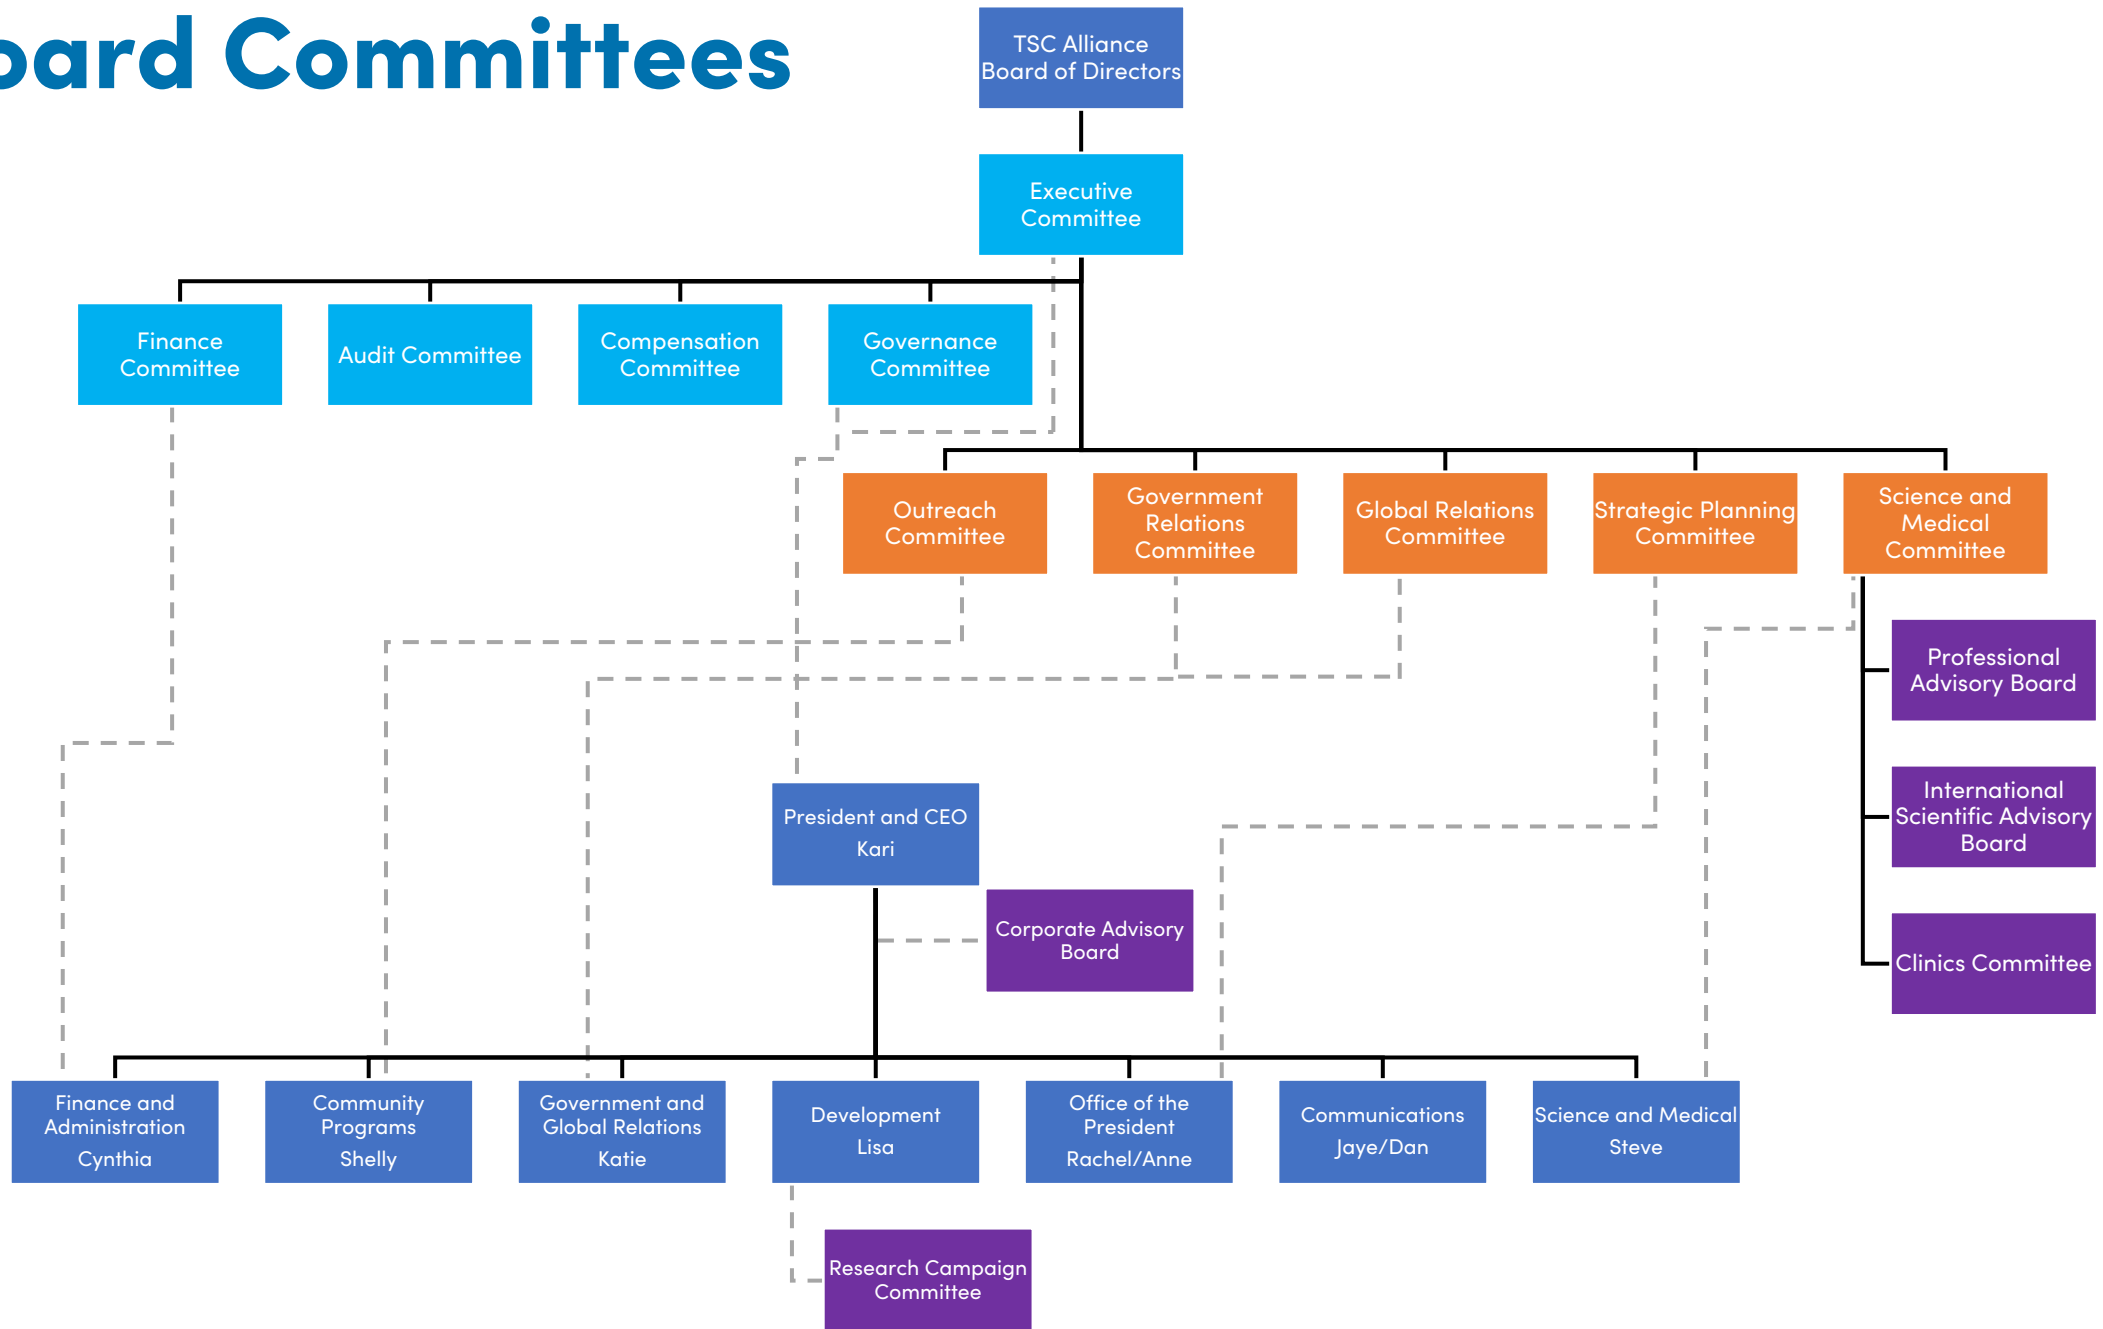 oard Committees
TSC Alliance
Board of Directors
Executive
Committee
Finance
Committee
Audit Committee
Compensation
Committee
Governance
Committee
Outreach
Committee
Government
Relations
Committee
Global Relations
Committee
Strategic Planning
Committee
Science and
Medical
Committee
Professional
Advisory Board
International
Scientific Advisory
Board
Clinics Committee
President and CEO
Kari
Corporate Advisory
Board
Finance and
Administration
Cynthia
Community
Programs
Shelly
Government and
Global Relations
Katie
Development
Lisa
Office of the
President
Rachel/Anne
Communications
Jaye/Dan
Science and Medical
Steve
Research Campaign
Committee